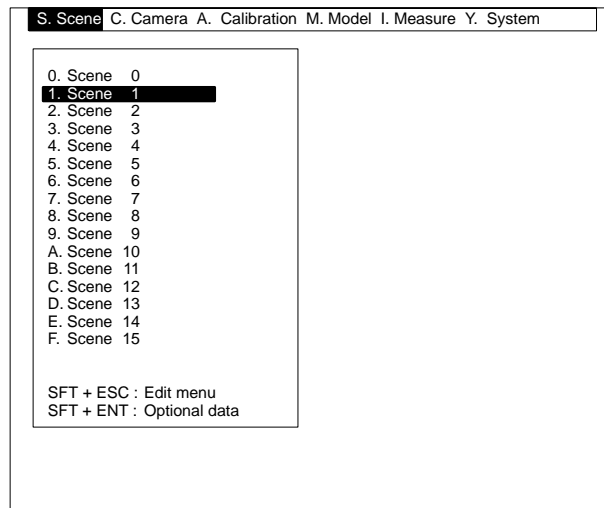 S. Scene C. Camera A. Calibration M. Model I. Measure Y. System
0. Scene 0
1. Scene 1
2. Scene 2
3. Scene 3
4. Scene 4
5. Scene 5
6. Scene 6
7. Scene 7
8. Scene 8
9. Scene 9
A. Scene 10
B. Scene 11
C. Scene 12
D. Scene 13
E. Scene 14
F. Scene 15
SFT + ESC : Edit menu
SFT + ENT : Optional data